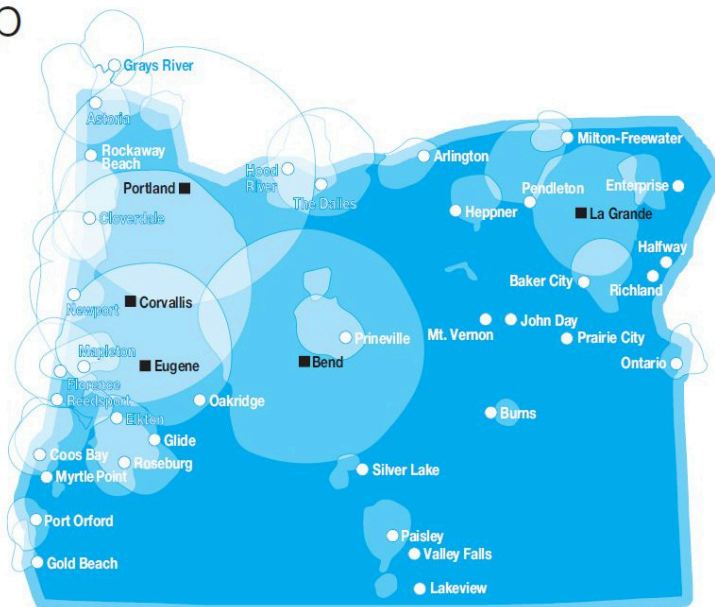 Grays River
Astoria
Rockaway
Beach
Hood
River
Arlington
Milton-Freewater
Portland
The Dalles
Pendleton
Enterprise
Heppner
La Grande
Cloverdale
Halfway
Baker City
Richland
Newport
Corvallis
Mt. Vernon
John Day
Prairie City
Prineville
Mapleton
Eugene
Bend
Ontario
Florence
Reedsport
Oakridge
Elkton
Burns
Glide
Coos Bay
Roseburg
Silver Lake
Myrtle Point
Port Orford
Paisley
Valley Falls
Gold Beach
Lakeview